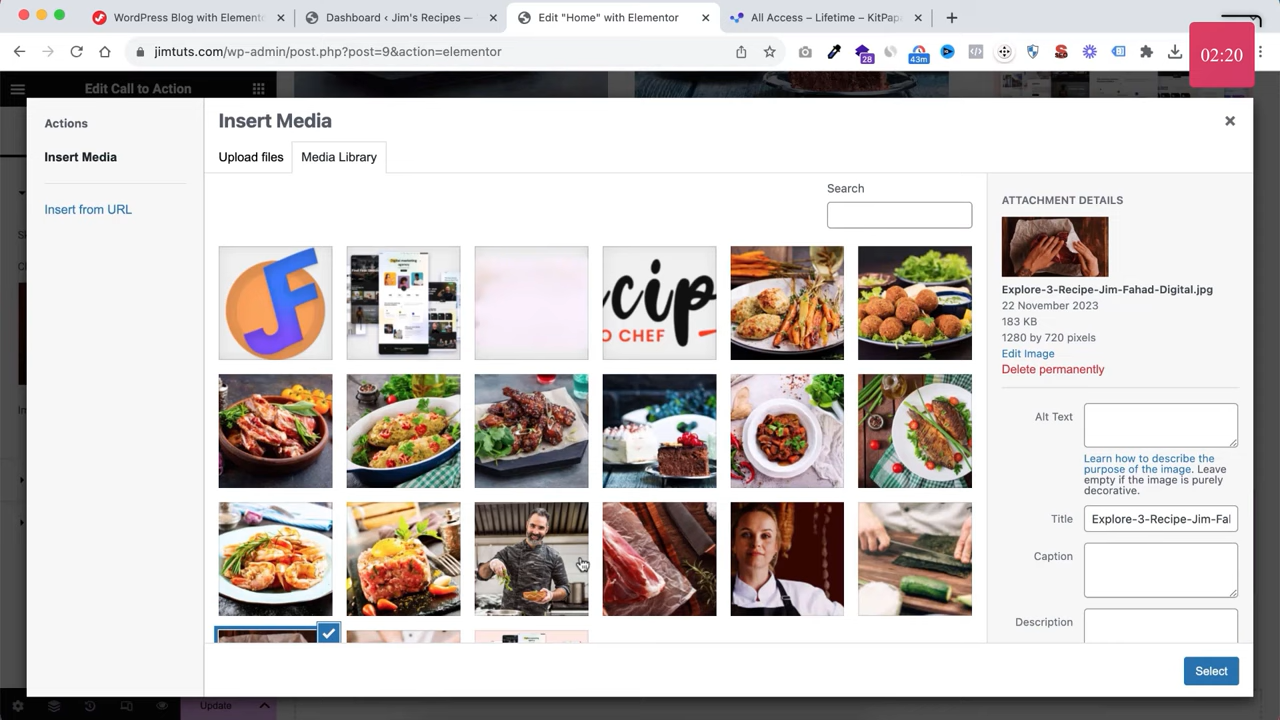 WordPress Blog with Elemento
Dashboard ‹ Jim's Recipes —
Edit "Home" with Elementor
All Access – Lifetime – KitPapa
jimtuts.com/wp-admin/post.php?post=9&action=elementor
28
43m
02:20
Edit Call to Action
Actions
Insert Media
Insert from URL
Insert Media
Upload files
Media Library
Search
cip
O CHEF
ATTACHMENT DETAILS
Explore-3-Recipe-Jim-Fahad-Digital.jpg
22 November 2023
183 KB
1280 by 720 pixels
Edit Image
Delete permanently
Alt Text
Learn how to describe the
purpose of the image. Leave
empty if the image is purely
decorative.
Title
Explore-3-Recipe-Jim-Fal
Caption
Description
Select
Update